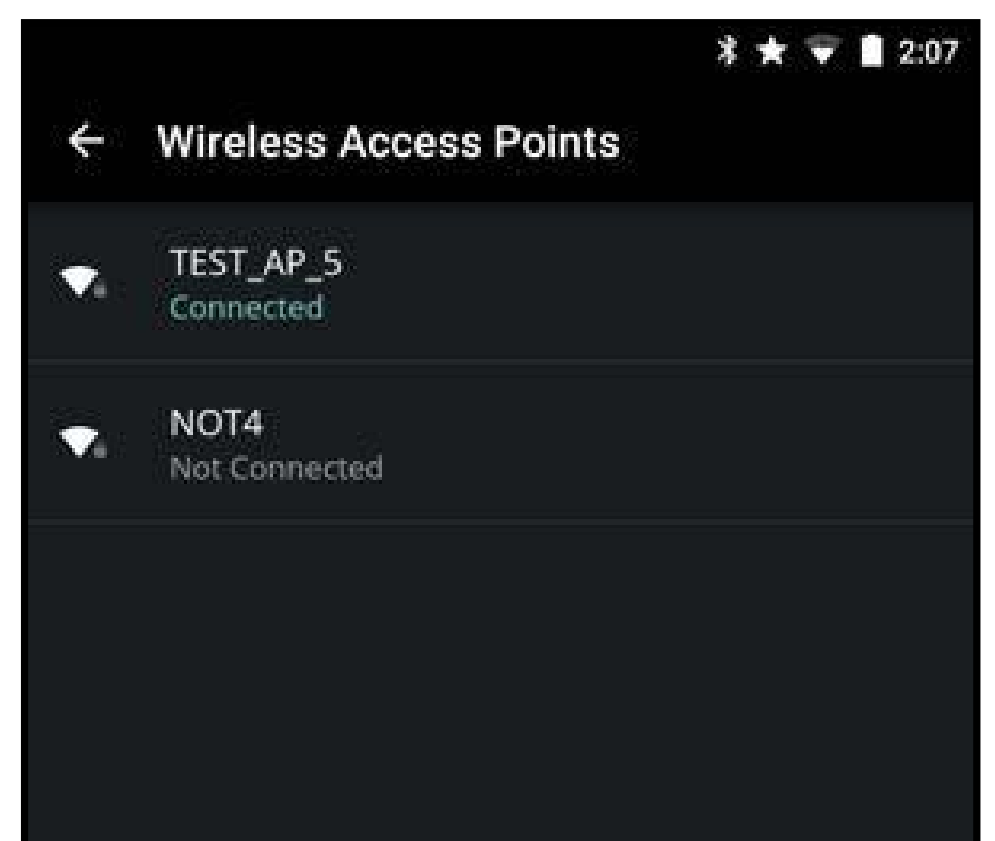 2:07
Wireless Access Points
TEST_AP_5
Connected
NOT4
Not Connected